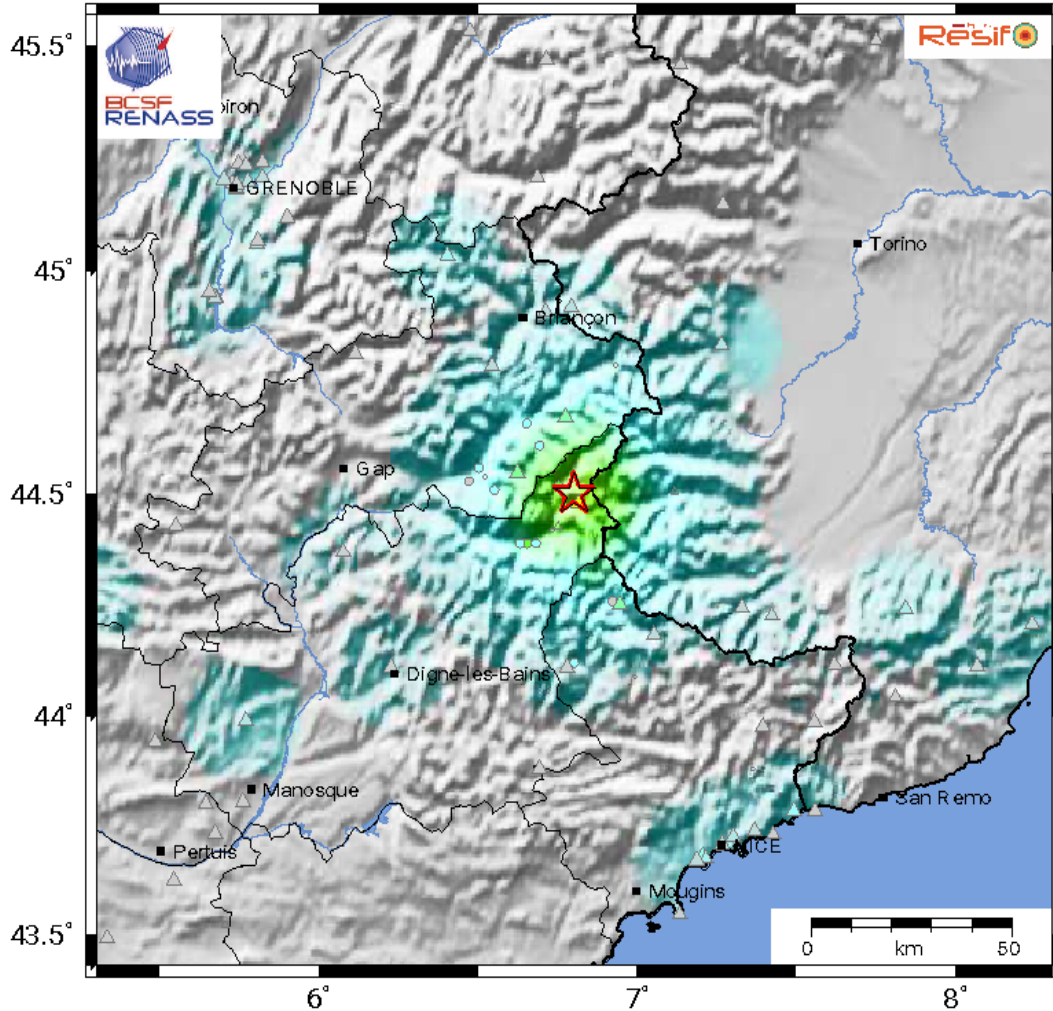 45.5°
BCSF
RENASS
Résif
GRENOBLE
Torino
45°
Briançon
Gap
44.5°
Digne-les-Bains
44°
Manosque
San Remo
Pertuis
NICE
Mougins
43.5°
0 km 50
6° 7° 8°